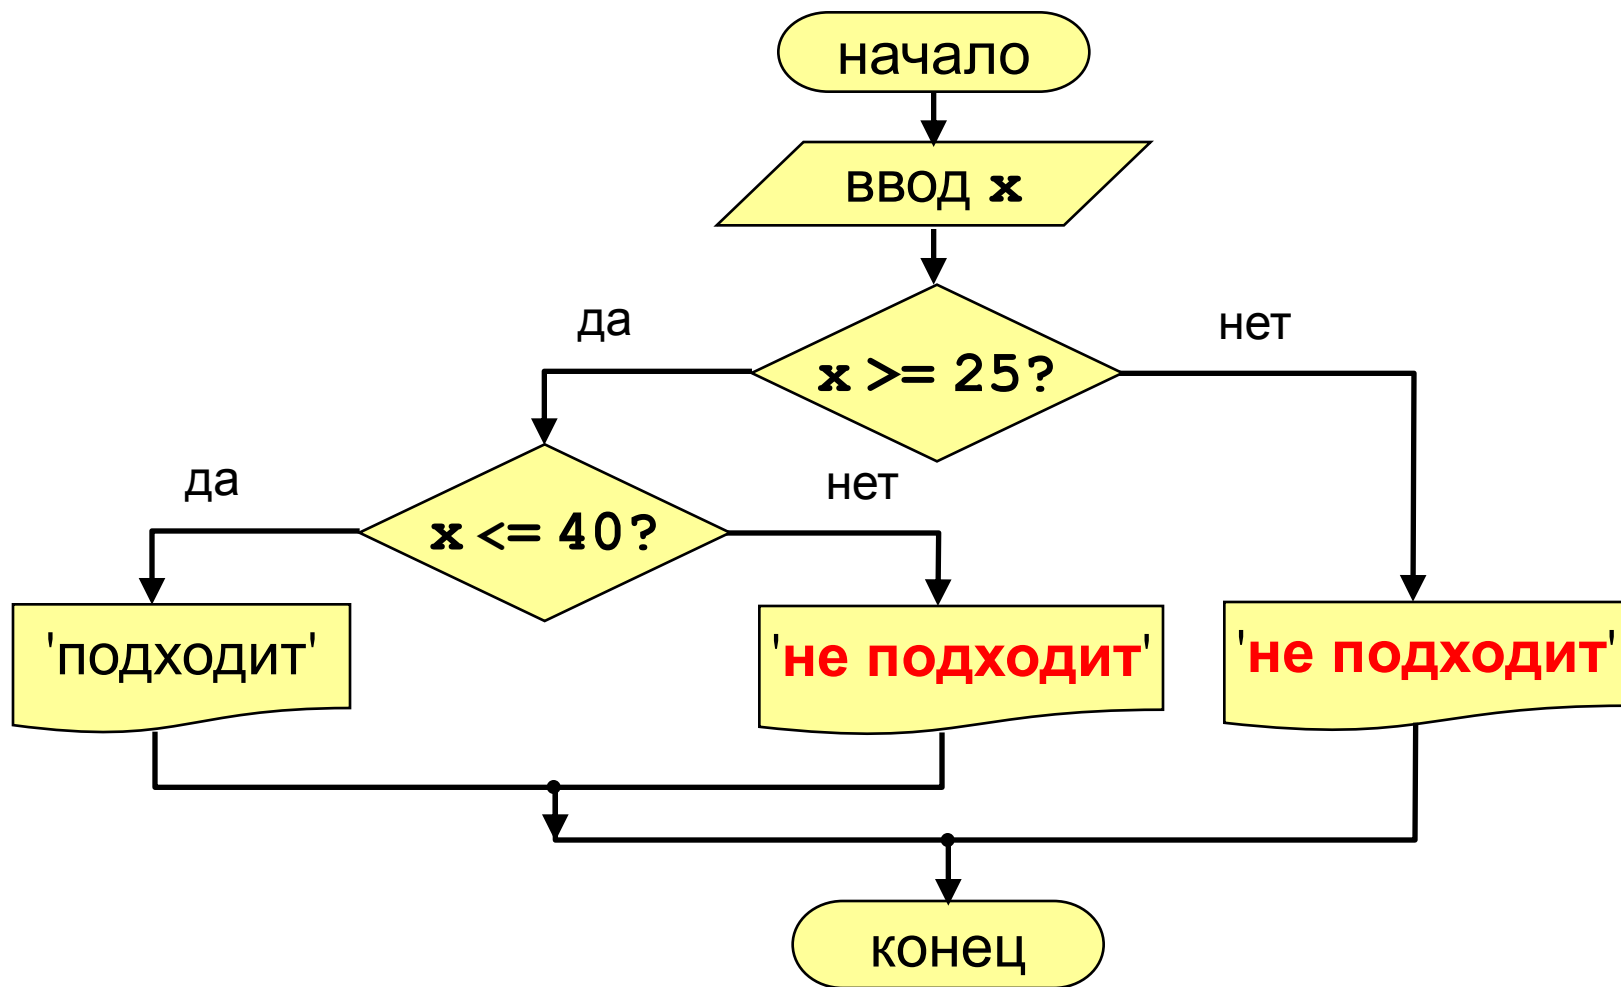 начало
ввод x
да
нет
x >= 25?
да
нет
x <= 40?
'подходит'
'не подходит'
'не подходит'
конец